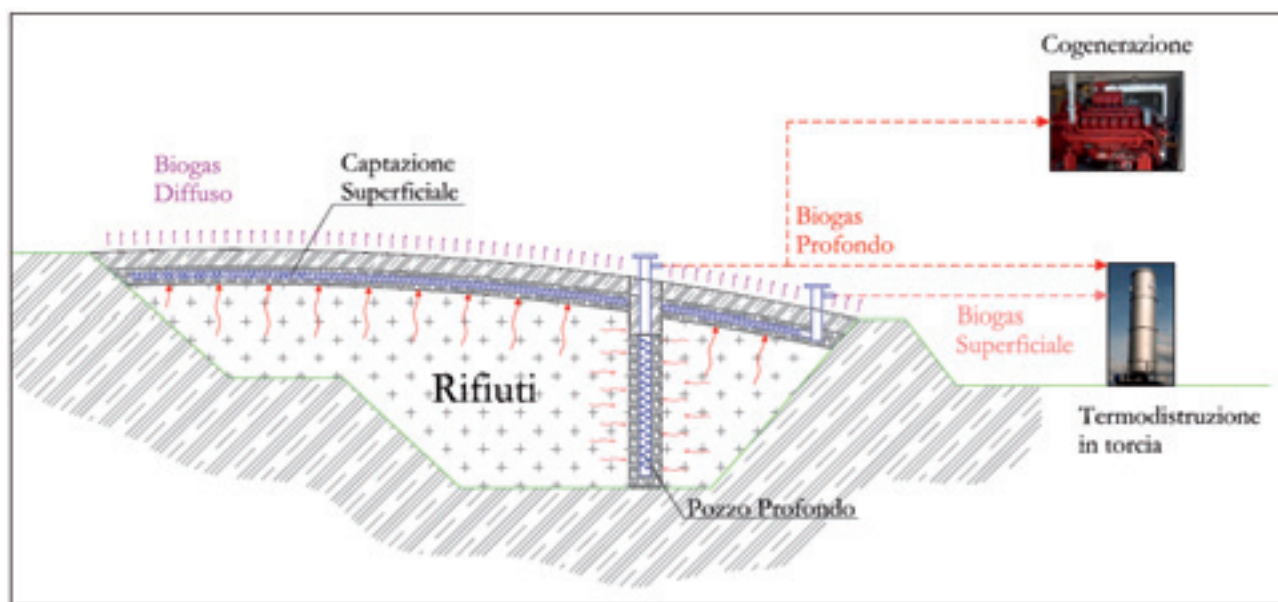 Cogenerazione
Biogas
Diffuso
Captazione
Superficiale
Biogas
Profondo
Biogas
Superficiale
Rifiuti
Termodistruzione
in torcia
Pozzo Profondo